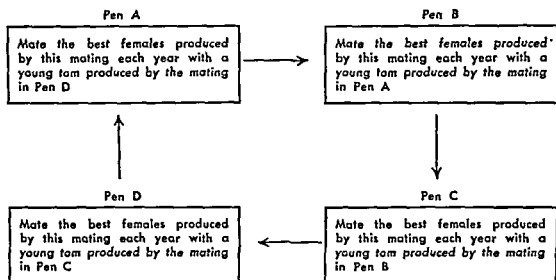 Pen A
Mate the best females produced
by this mating each year with a
young tom produced by the mating
in Pen D
Pen B
Mate the best females produced
by this mating each year with a
young tom produced by the mating
in Pen A
Pen D
Mate the best females produced
by this mating each year with a
young tom produced by the mating
in Pen C
Pen C
Mate the best females produced
by this mating each year with a
young tom produced by the mating
in Pen B